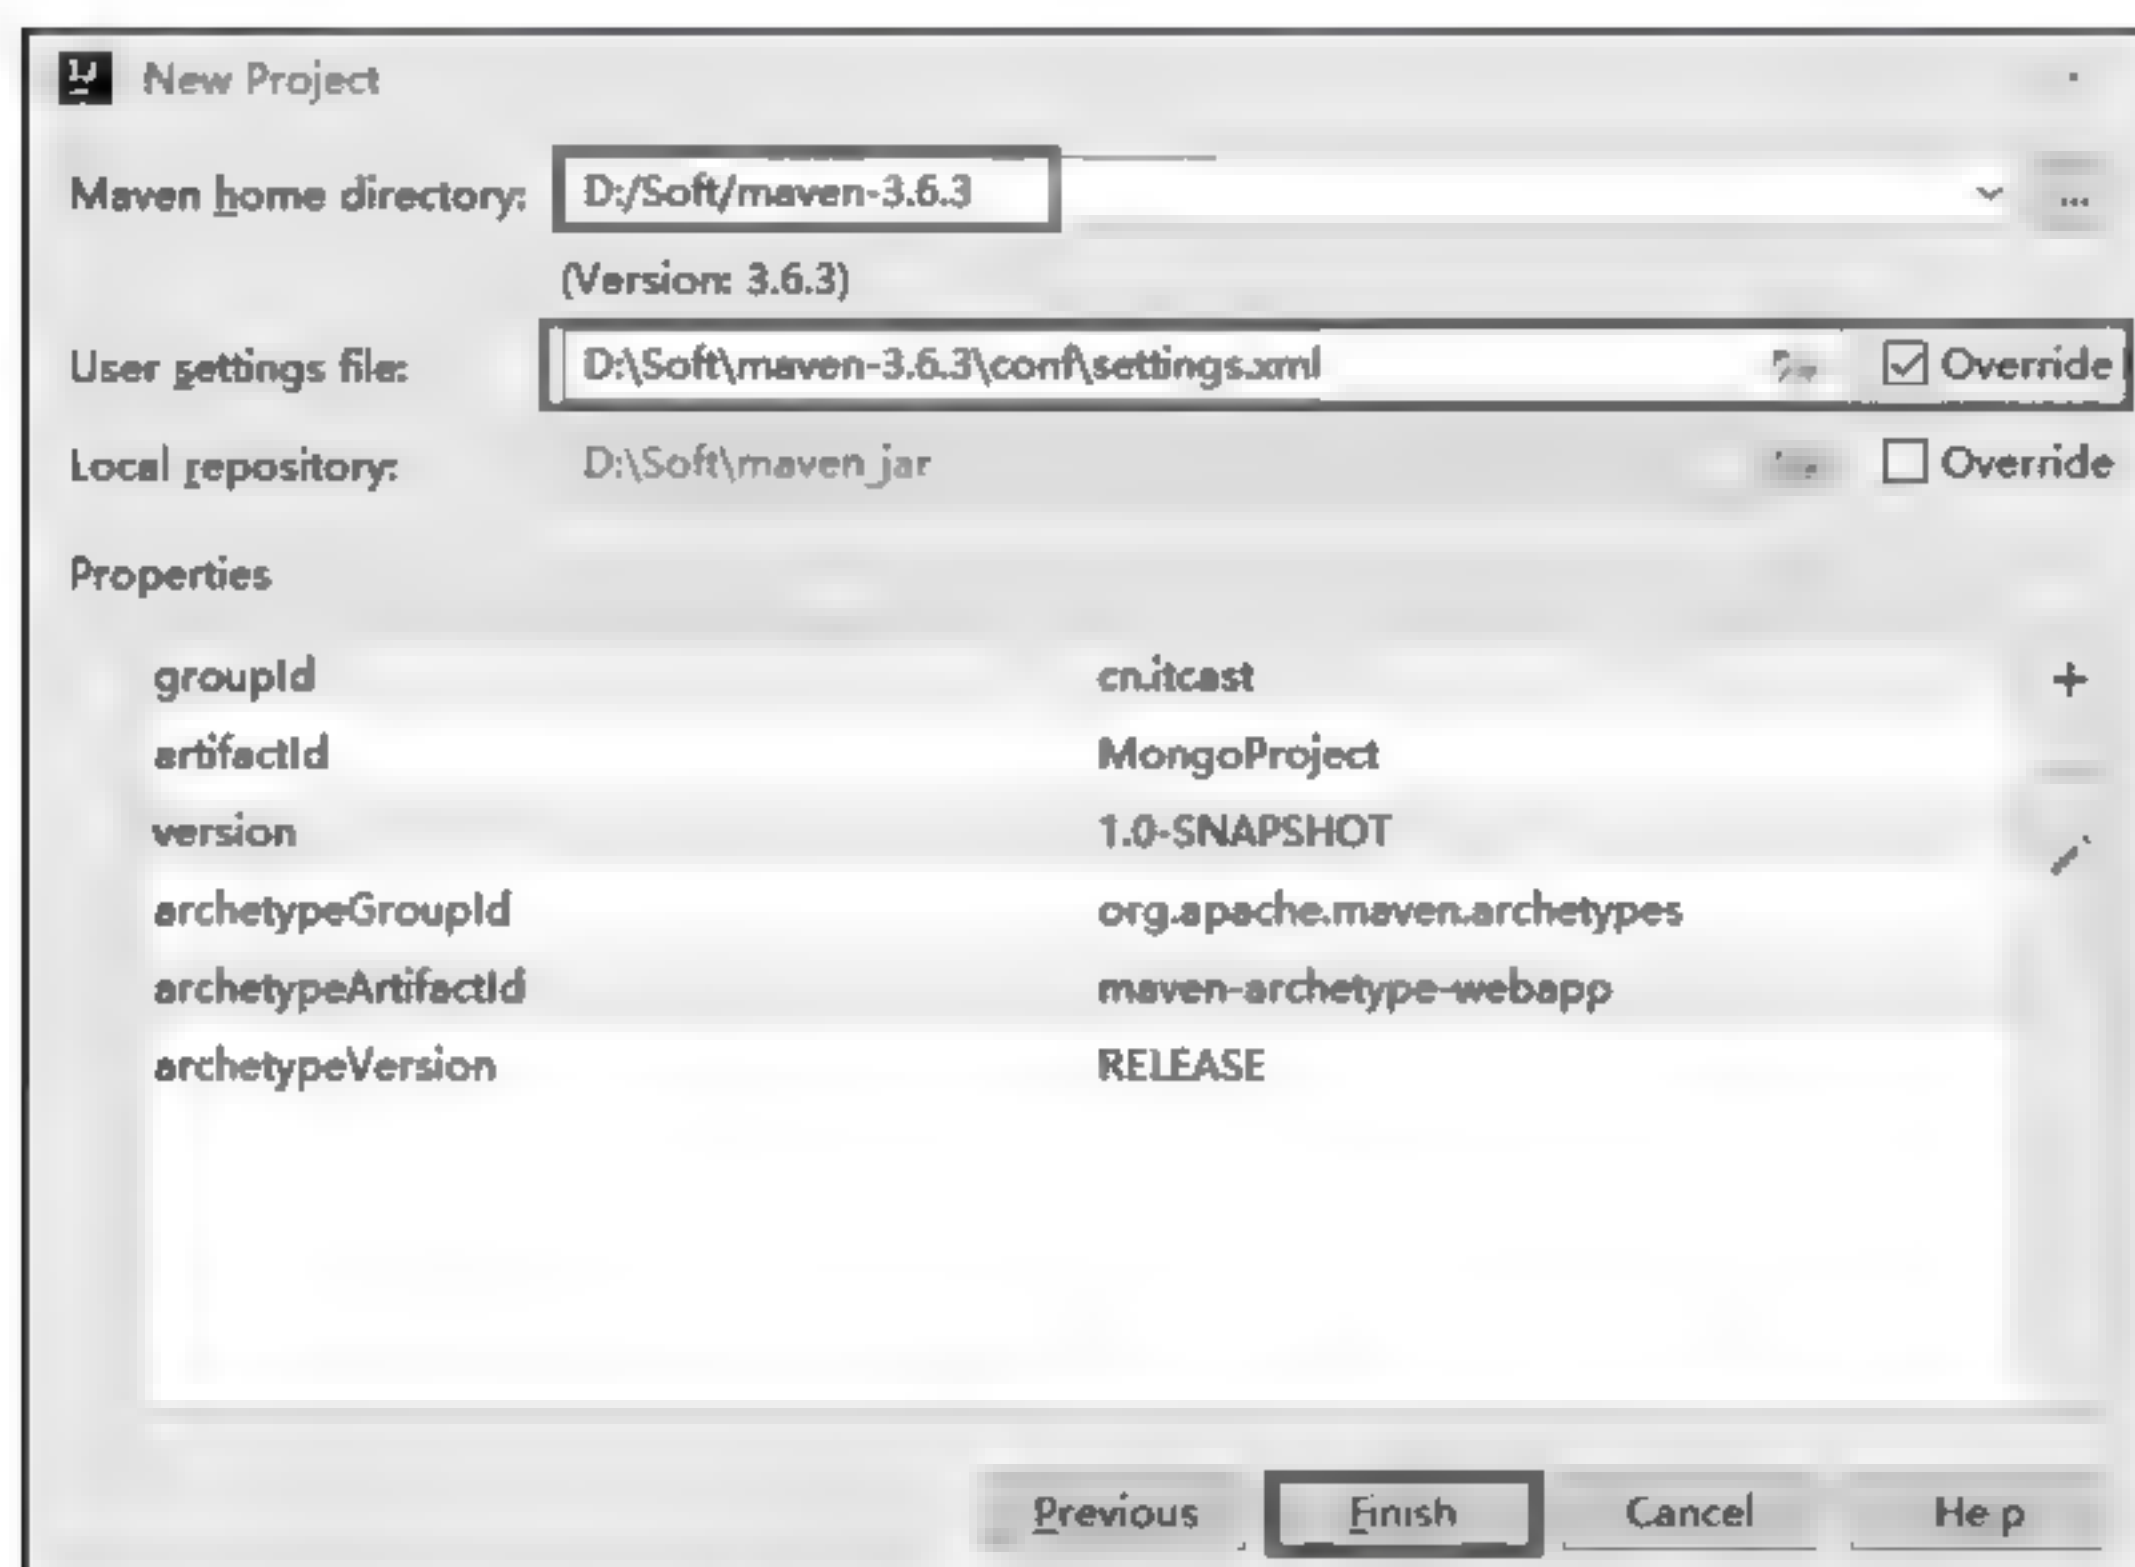 New Project
Maven home directory: D:/Soft/maven-3.6.3 ...
(Version: 3.6.3)
User settings file: D:\Soft\maven-3.6.3\conf\settings.xml Override
Local repository: D:\Soft\maven_jar Override
Properties
groupId cn.itcast
artifactId MongoProject
version 1.0-SNAPSHOT
archetypeGroupId org.apache.maven.archetypes
archetypeArtifactId maven-archetype-webapp
archetypeVersion RELEASE
Previous Finish Cancel Help